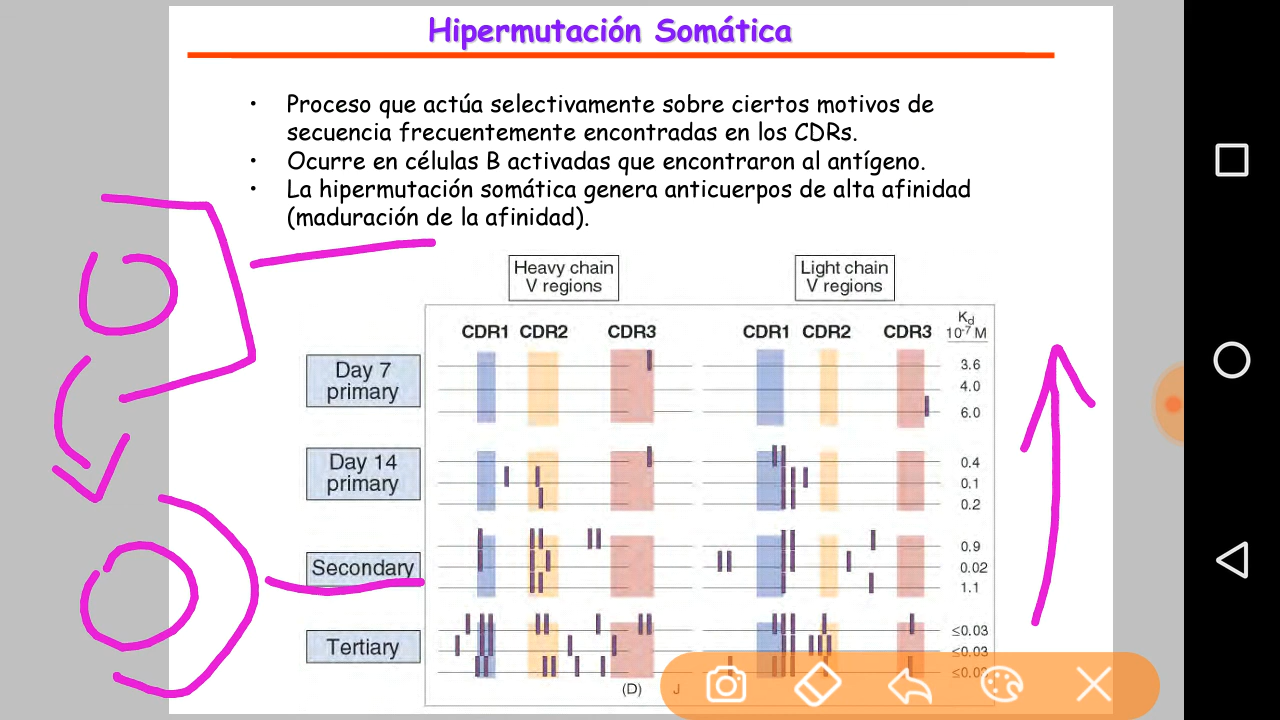 Hipermutación Somática
• Proceso que actúa selectivamente sobre ciertos motivos de
secuencia frecuentemente encontradas en los CDRs.
• Ocurre en células B activadas que encontraron al antígeno.
• La hipermutación somática genera anticuerpos de alta afinidad
(maduración de la afinidad).
Heavy chain
V regions
Light chain
V regions
CDR1 CDR2 CDR3 CDR1 CDR2 CDR3
Kd
10-7 M
Day 7
primary
3.6
4.0
6.0
Day 14
primary
0.4
0.1
0.2
Secondary
0.9
0.02
1.1
Tertiary
≤0.03
≤0.03
≤0.03
(D) J